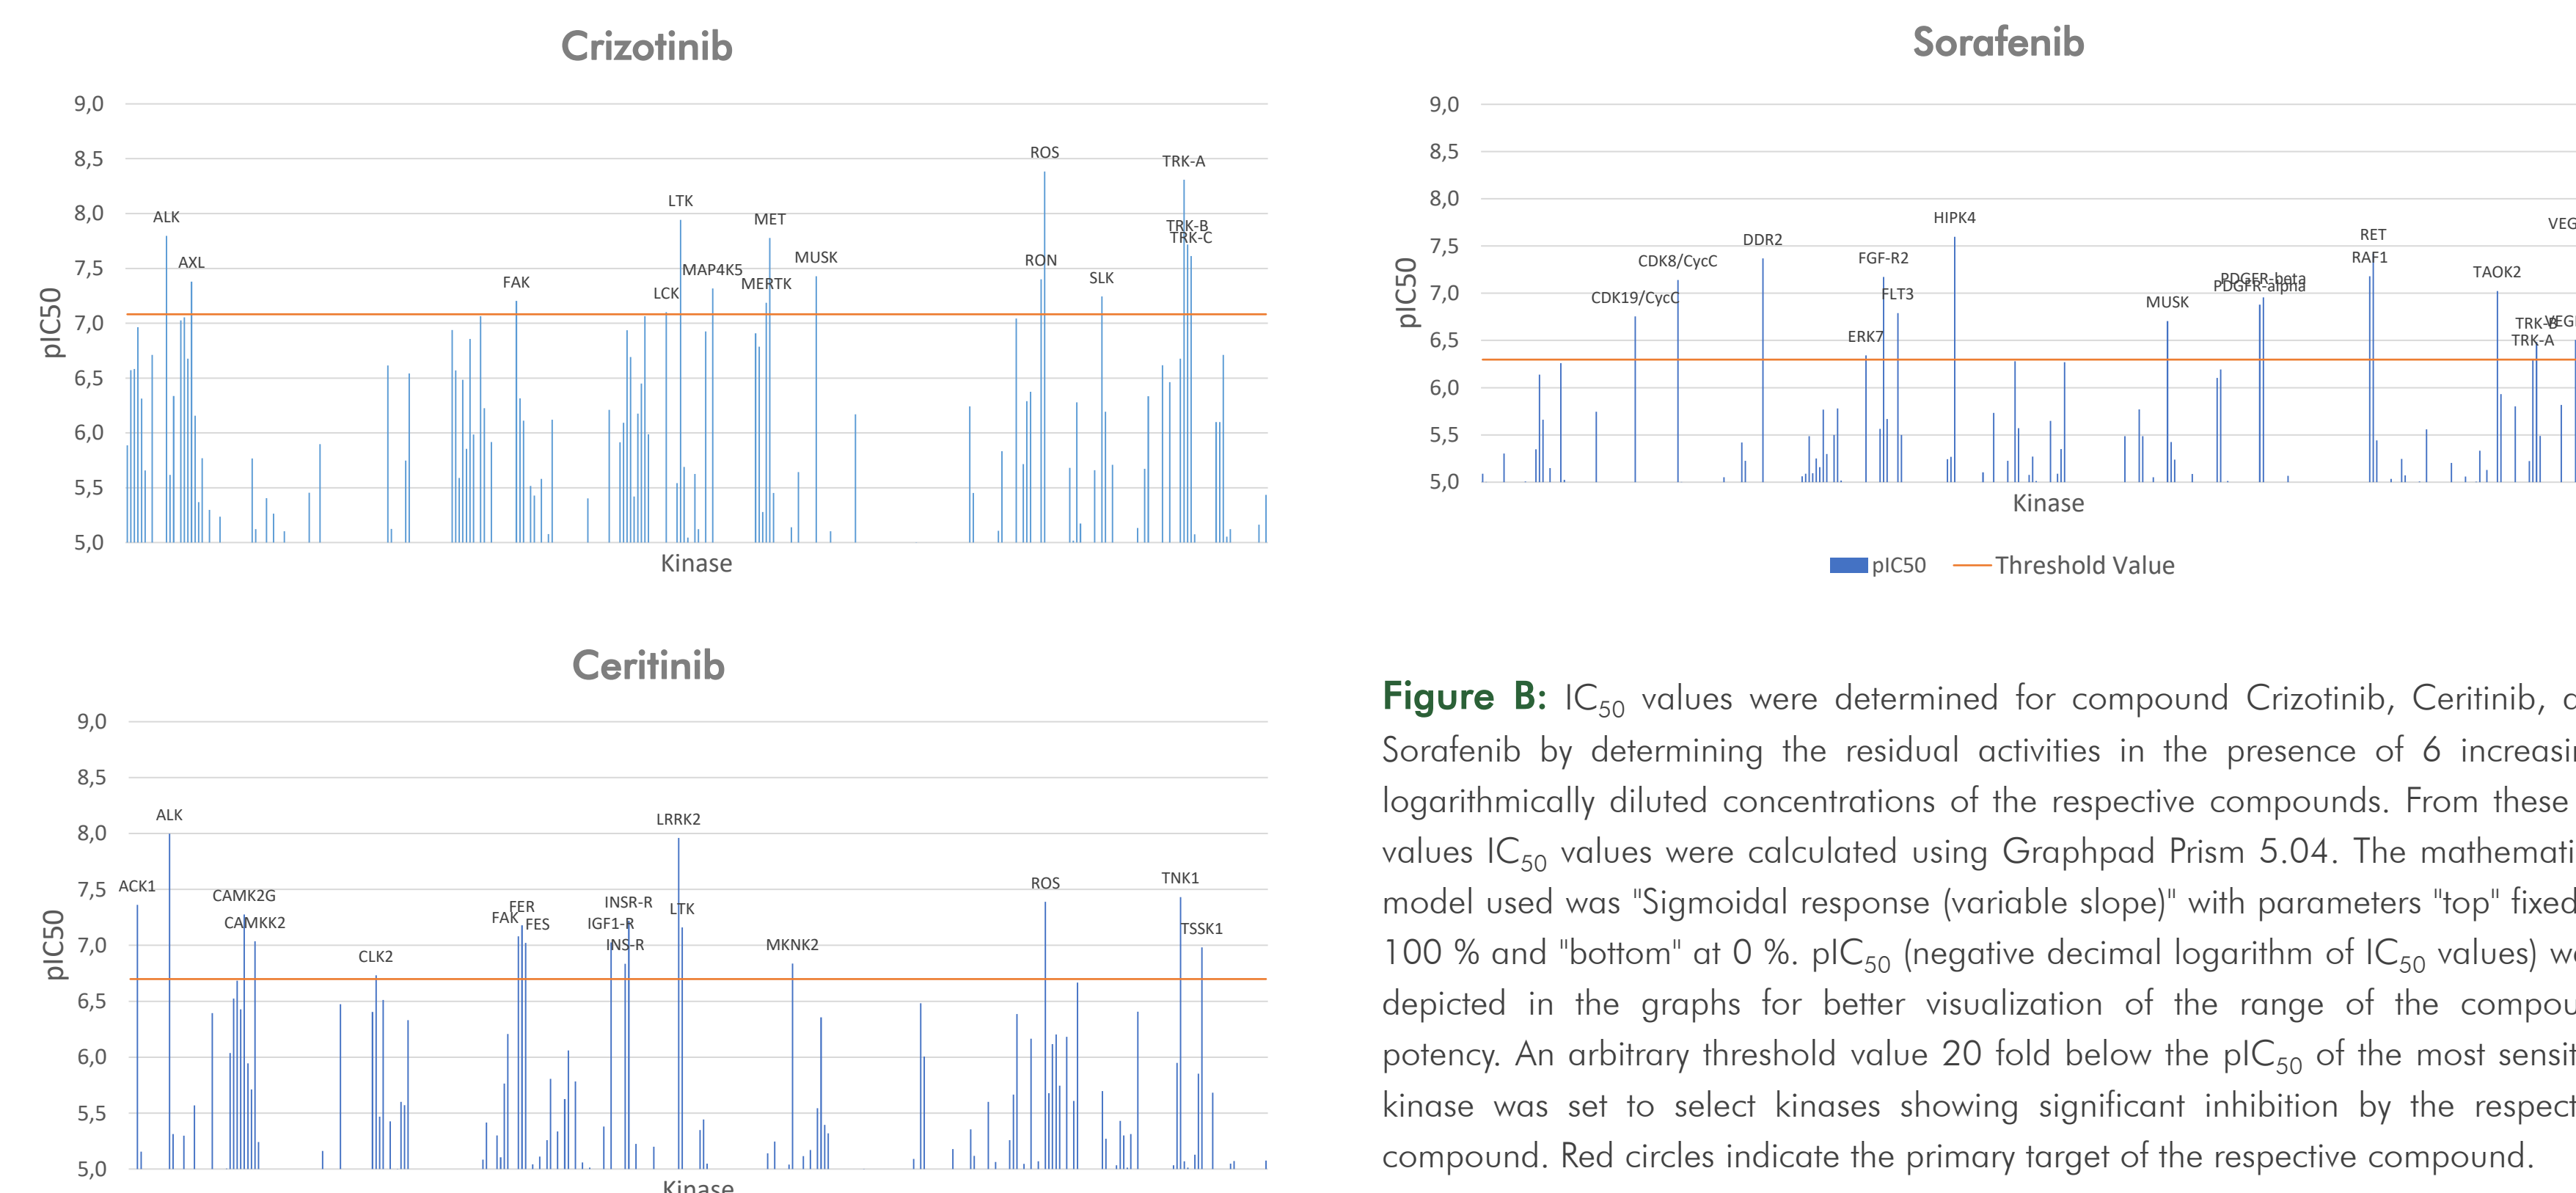 Crizotinib
9,0
8,5
8,0
7,5
7,0
6,5
6,0
5,5
5,0
pIC50
ROS
TRK-A
LTK
ALK
MET
TRK-B
TRK-C
AXL
MUSK
RON
MAP4K5
SLK
FAK
MERTK
LCK
Kinase
Sorafenib
9,0
8,5
8,0
7,5
7,0
6,5
6,0
5,5
5,0
pIC50
HIPK4
VEG
DDR2
RET
CDK8/CycC
FGF-R2
RAF1
TAOK2
PDGFR-beta
PDGFR-alpha
CDK19/CycC
FLT3
MUSK
TRK-B
VEG
ERK7
TRK-A
Kinase
pIC50
Threshold Value
Ceritinib
9,0
8,5
8,0
7,5
7,0
6,5
6,0
5,5
5,0
pIC50
ALK
LRRK2
ACK1
ROS
TNK1
CAMK2G
INSR-R
FER
LTK
FAK
CAMKK2
FES
IGF1-R
TSSK1
INS-R
MKNK2
CLK2
Kinase
Figure B: IC50 values were determined for compound Crizotinib, Ceritinib, a
Sorafenib by determining the residual activities in the presence of 6 increasin
logarithmically diluted concentrations of the respective compounds. From these
values IC50 values were calculated using Graphpad Prism 5.04. The mathemati
model used was "Sigmoidal response (variable slope)" with parameters "top" fixed
100 % and "bottom" at 0 %. pIC50 (negative decimal logarithm of IC50 values) we
depicted in the graphs for better visualization of the range of the compou
potency. An arbitrary threshold value 20 fold below the pIC50 of the most sensit
kinase was set to select kinases showing significant inhibition by the respect
compound. Red circles indicate the primary target of the respective compound.